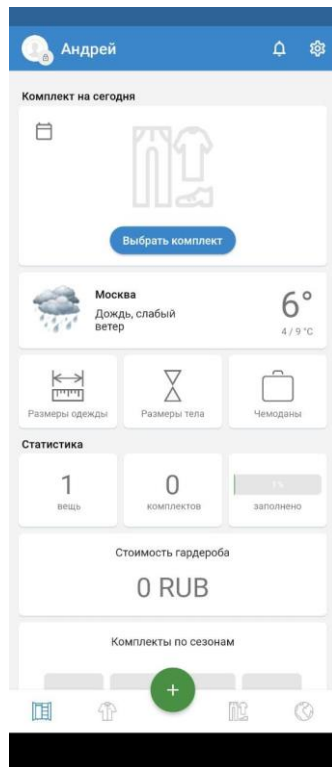 Андрей
Комплект на сегодня
Выбрать комплект
Москва
Дождь, слабый
ветер
6°
4 / 9 °C
Размеры одежды
Размеры тела
Чемоданы
Статистика
1
вещь
0
комплектов
1%
заполнено
Стоимость гардероба
0 RUB
Комплекты по сезонам
+